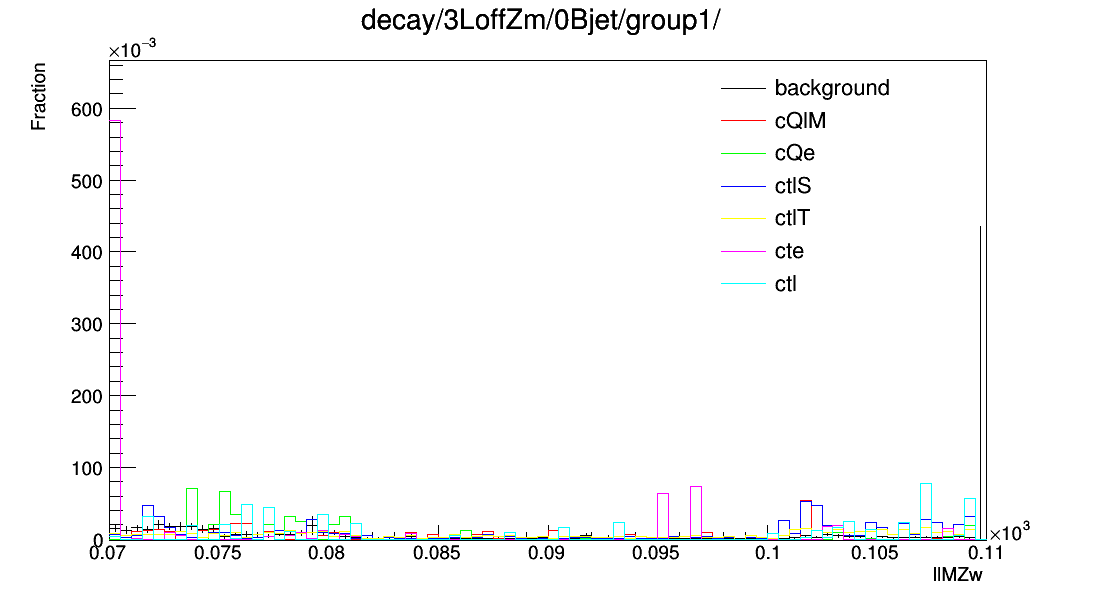 decay/3LoffZm/0Bjet/group1/
×10⁻³
Fraction
600
500
400
300
200
100
0
background
cQlM
cQe
ctlS
ctlT
cte
ctl
0.07 0.075 0.08 0.085 0.09 0.095 0.1 0.105 0.11
×10³
llMZw